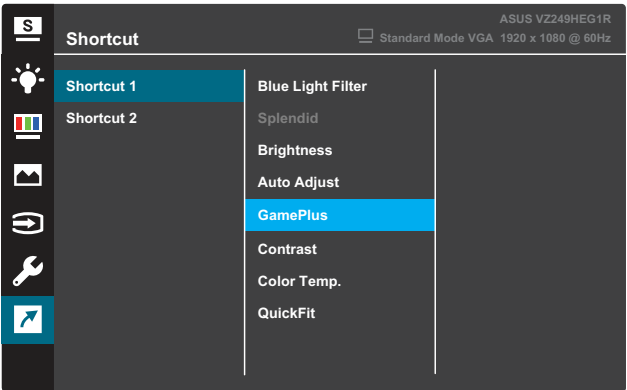 S
ASUS VZ249HEG1R
Shortcut
Standard Mode VGA 1920 x 1080 @ 60Hz
Shortcut 1
Shortcut 2
Blue Light Filter
Splendid
Brightness
Auto Adjust
GamePlus
Contrast
Color Temp.
QuickFit